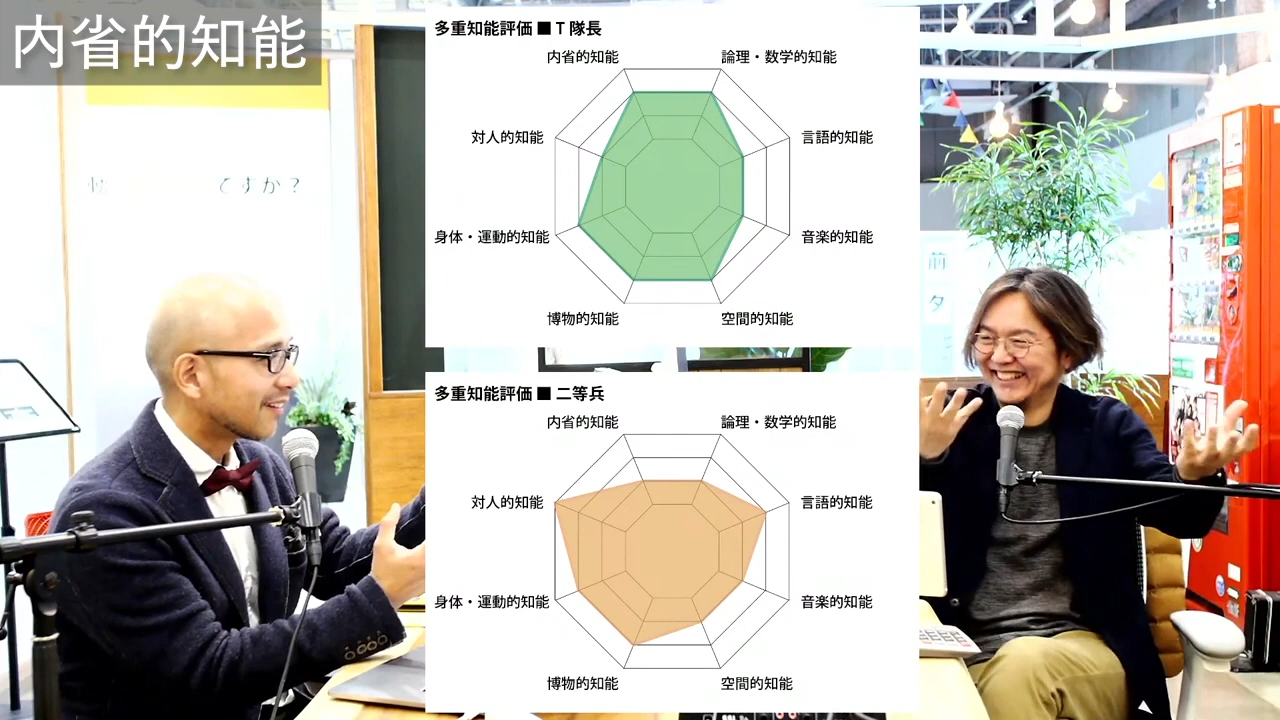 内省的知能
多重知能評価 ■ T 隊長
内省的知能
論理・数学的知能
対人的知能
言語的知能
身体・運動的知能
音楽的知能
博物的知能
空間的知能
ですか？
多重知能評価 ■ 二等兵
内省的知能
論理・数学的知能
対人的知能
言語的知能
身体・運動的知能
音楽的知能
博物的知能
空間的知能